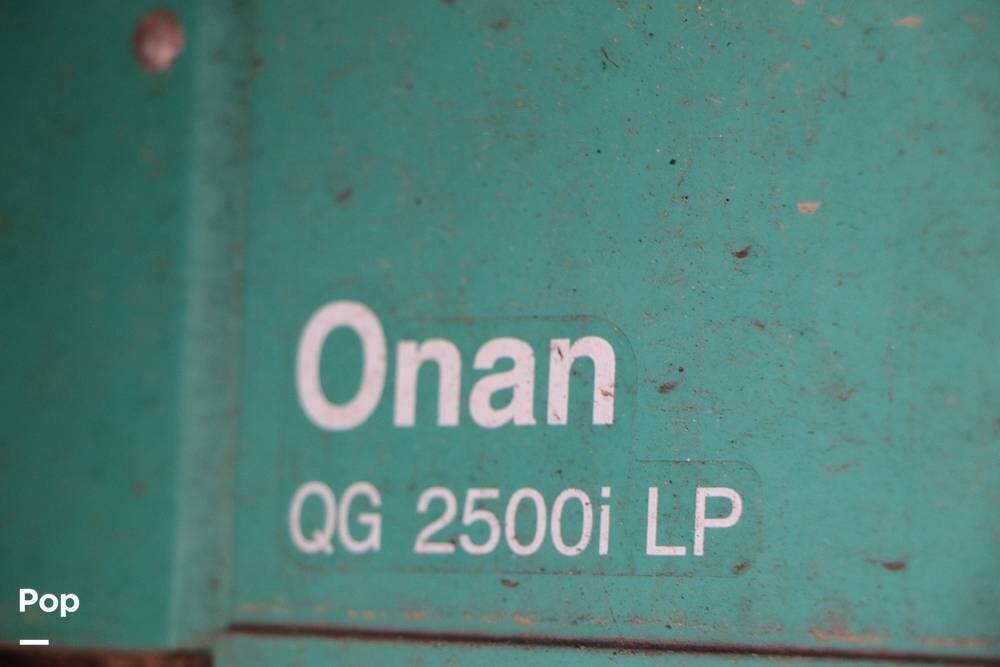 Onan
QG 2500i LP
Pop